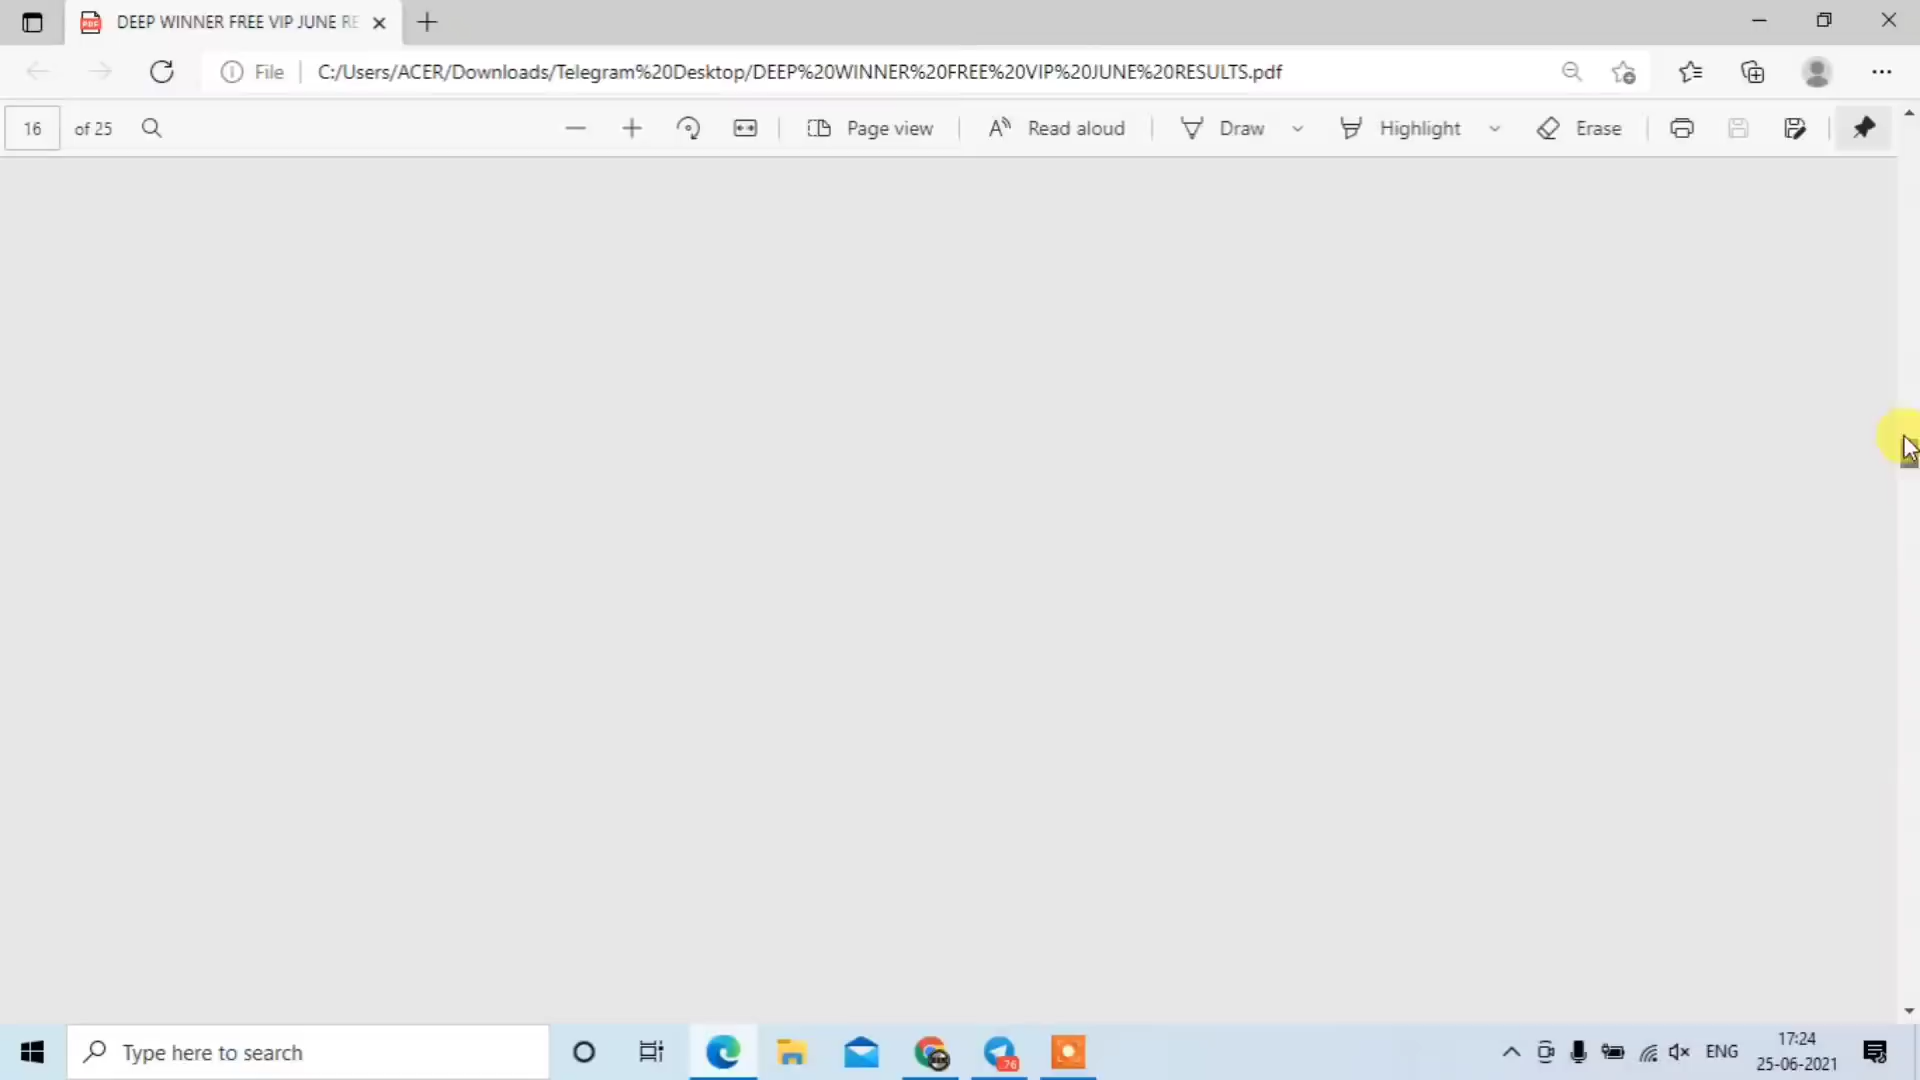 DEEP WINNER FREE VIP JUNE RE
File
C:/Users/ACER/Downloads/Telegram%20Desktop/DEEP%20WINNER%20FREE%20VIP%20JUNE%20RESULTS.pdf
16 of 25
Page view
Read aloud
Draw
Highlight
Erase
Type here to search
76
ENG
17:24
25-06-2021